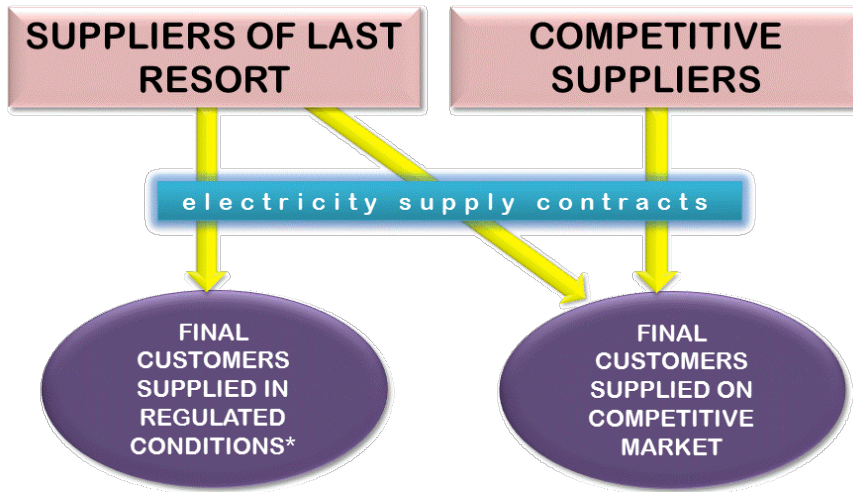 SUPPLIERS OF LAST
RESORT
COMPETITIVE
SUPPLIERS
electricity supply contracts
FINAL
CUSTOMERS
SUPPLIED IN
REGULATED
CONDITIONS*
FINAL
CUSTOMERS
SUPPLIED ON
COMPETITIVE
MARKET